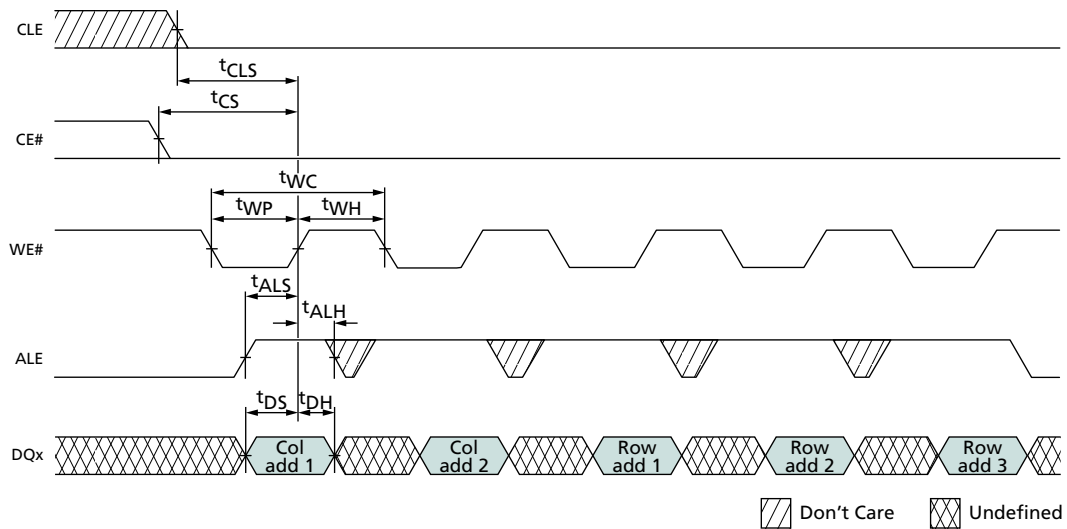 CLE
tCLS
tCS
CE#
tWC
tWP
tWH
WE#
tALS
tALH
ALE
tDS
tDH
DQx
Col
add 1
Col
add 2
Row
add 1
Row
add 2
Row
add 3
Don't Care
Undefined